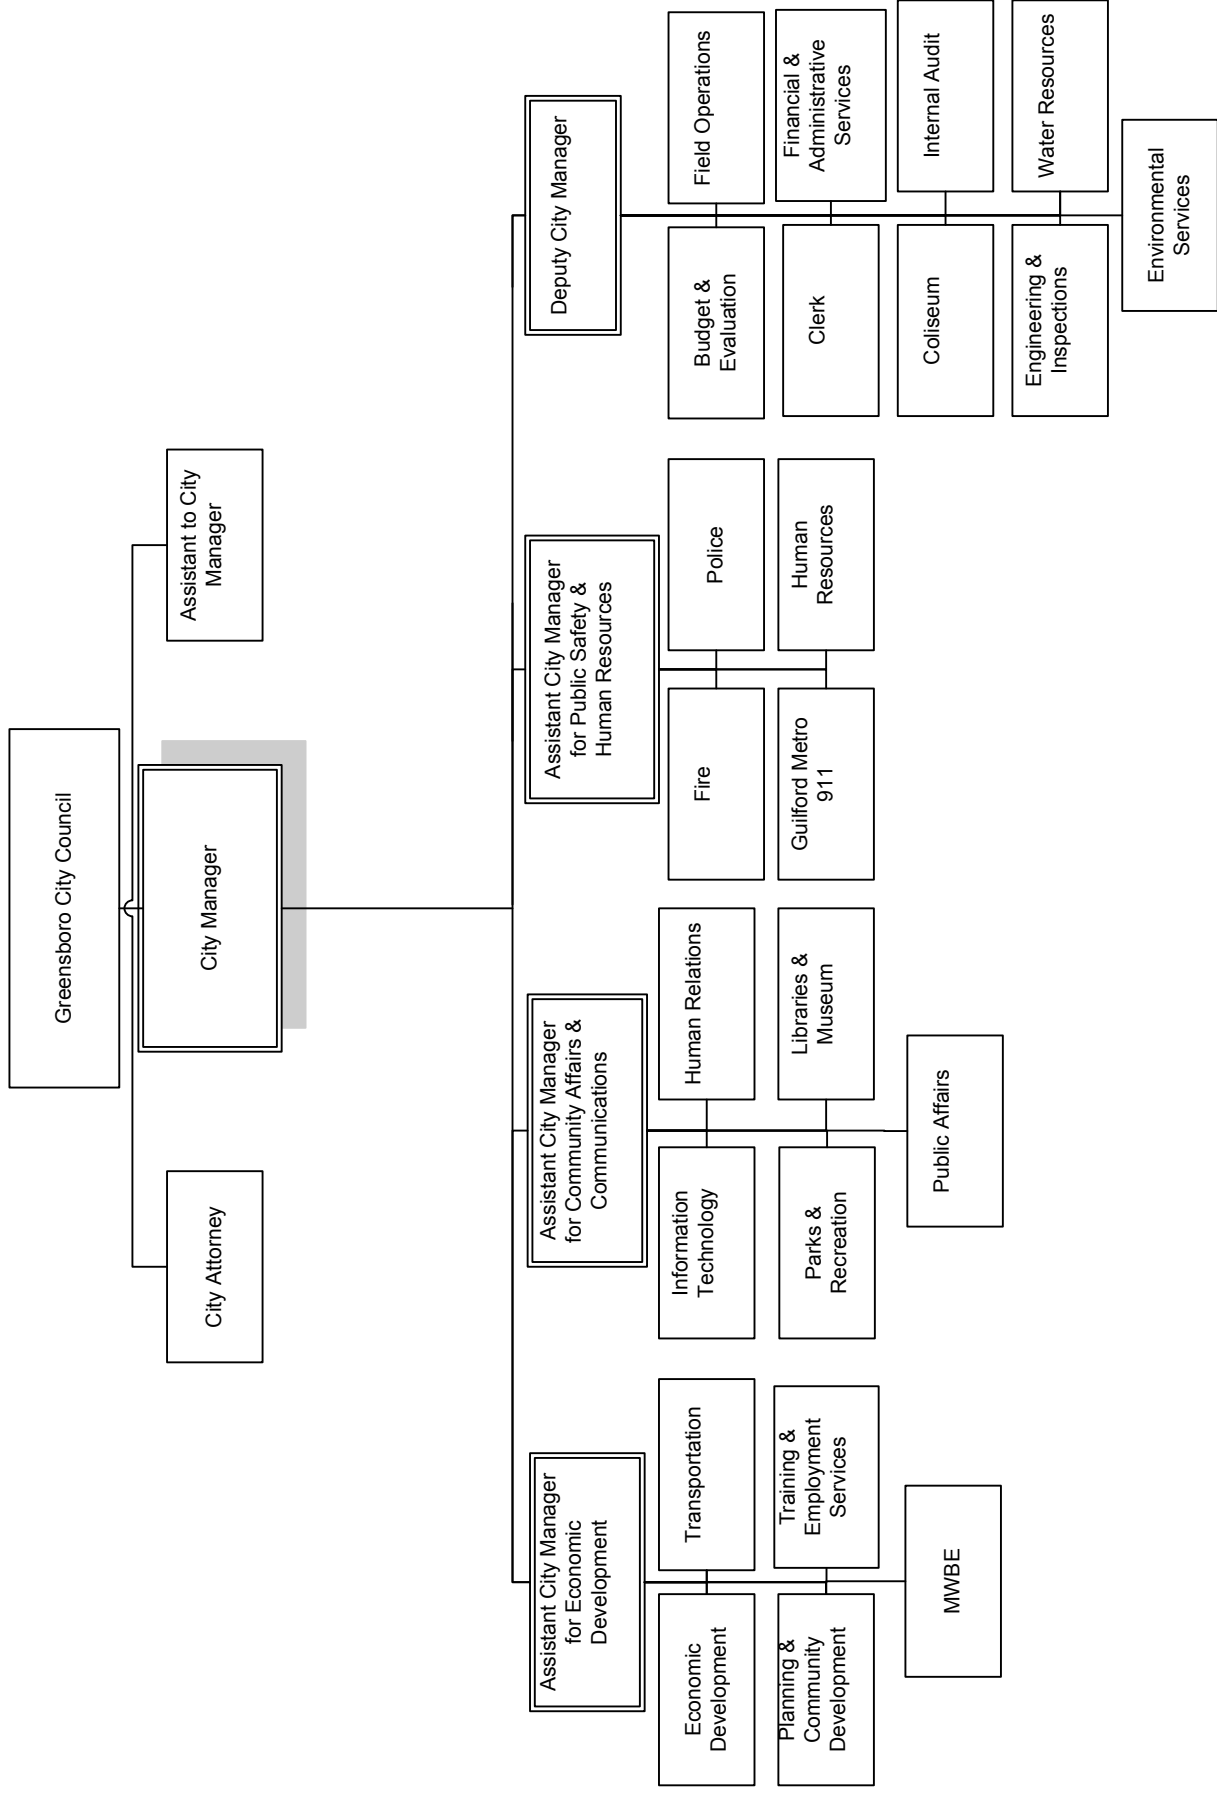 Greensboro City Council
City Manager
City Attorney
Assistant to City
Manager
Assistant City Manager
for Economic
Development
Economic
Development
Transportation
Planning &
Community
Development
Training &
Employment
Services
MWBE
Assistant City Manager
for Community Affairs &
Communications
Information
Technology
Human Relations
Parks &
Recreation
Libraries &
Museum
Public Affairs
Assistant City Manager
for Public Safety &
Human Resources
Fire
Police
Guilford Metro
911
Human
Resources
Deputy City Manager
Budget &
Evaluation
Field Operations
Clerk
Financial &
Administrative
Services
Coliseum
Internal Audit
Engineering &
Inspections
Water Resources
Environmental
Services